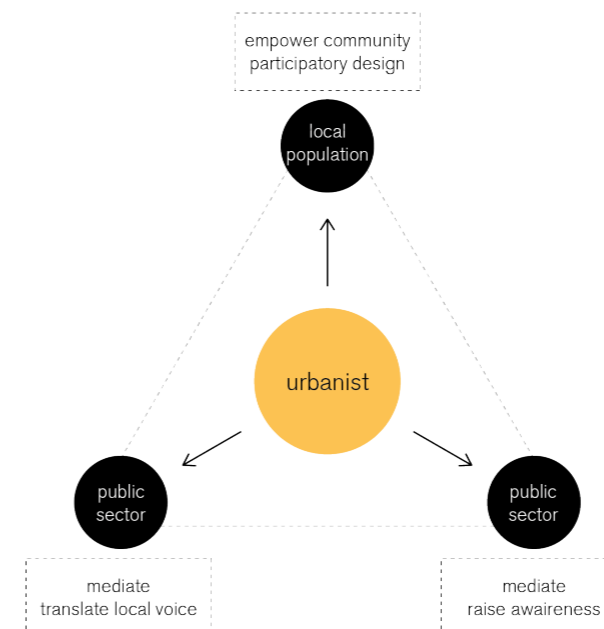 empower community
participatory design
local
population
urbanist
public
sector
mediate
translate local voice
public
sector
mediate
raise awaireness